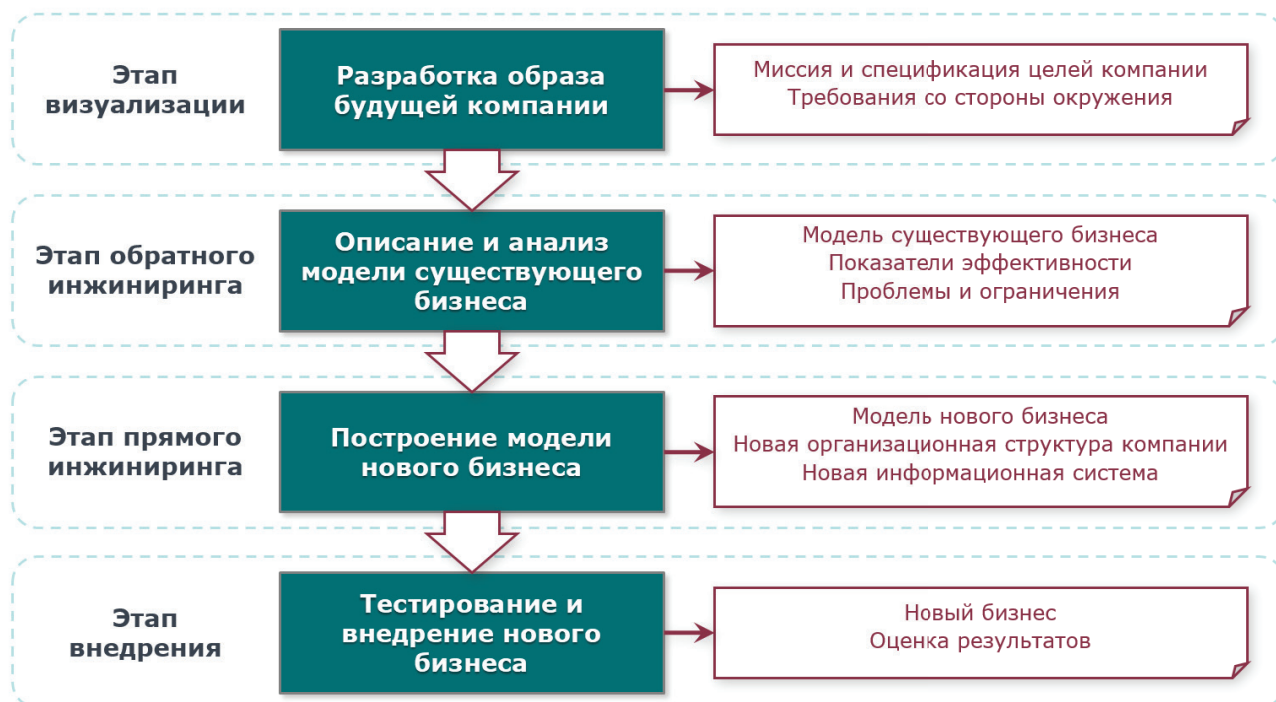 Этап
визуализации
Разработка образа
будущей компании
Миссия и спецификация целей компании
Требования со стороны окружения
Этап обратного
инжиниринга
Описание и анализ
модели существующего
бизнеса
Модель существующего бизнеса
Показатели эффективности
Проблемы и ограничения
Этап прямого
инжиниринга
Построение модели
нового бизнеса
Модель нового бизнеса
Новая организационная структура компании
Новая информационная система
Этап
внедрения
Тестирование и
внедрение нового
бизнеса
Новый бизнес
Оценка результатов